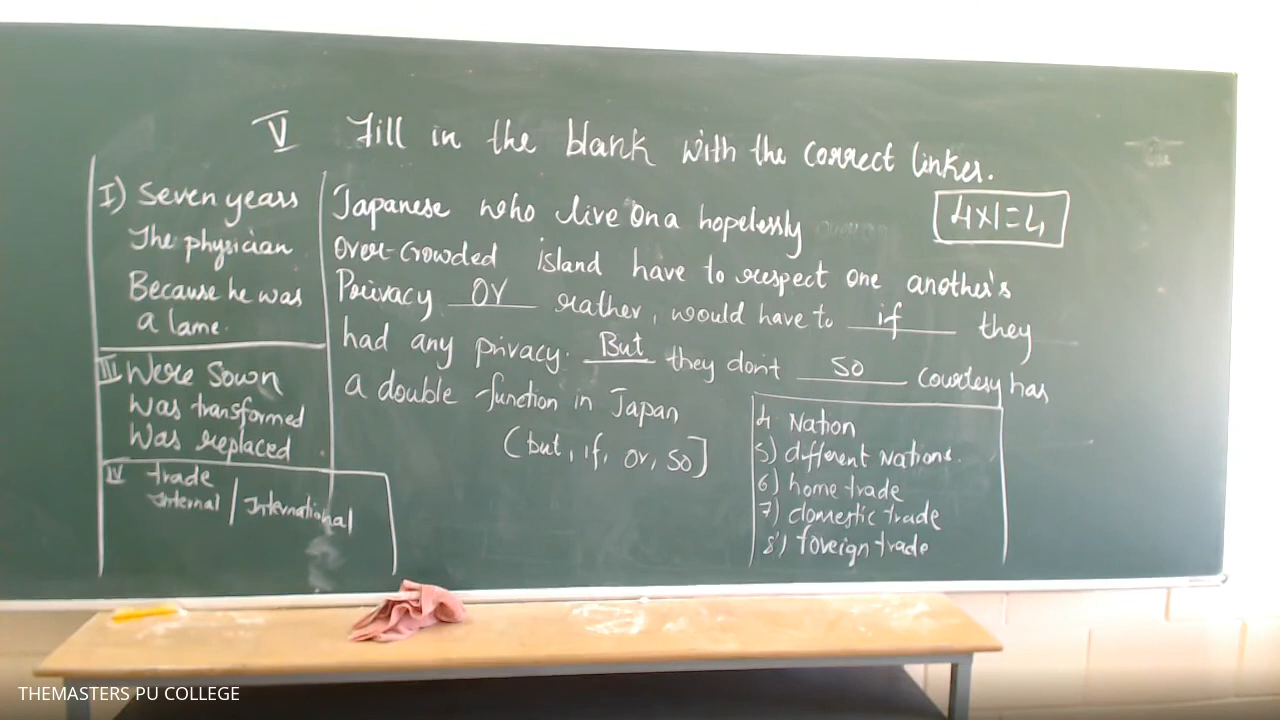 V Fill in the blank with the correct linker.
I) Seven years
The physician
Because he was
a lame.
III Were Sown
Was transformed
Was replaced
IV trade
Internal / International
Japanese who live on a hopelessly
4x1=4
over-crowded island have to respect one another's
Privacy or rather, would have to if they
had any privacy. But they don't so Courtesy has
a double function in Japan
(but, if, or, so]
4 Nation
5) different Nations.
6) home trade
7) domestic trade
8) foreign trade
THEMASTERS PU COLLEGE